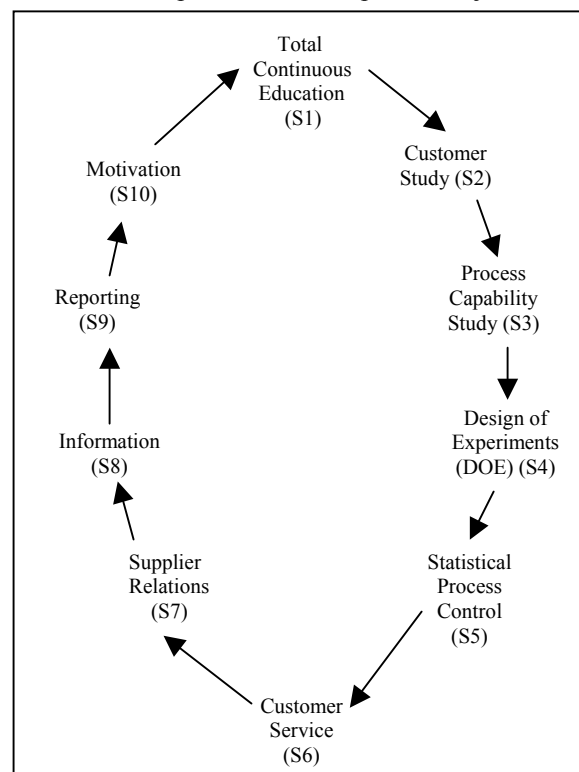 Total
Continuous
Education
(S1)
Customer
Study (S2)
Process
Capability
Study (S3)
Design of
Experiments
(DOE) (S4)
Statistical
Process
Control
(S5)
Customer
Service
(S6)
Supplier
Relations
(S7)
Information
(S8)
Reporting
(S9)
Motivation
(S10)